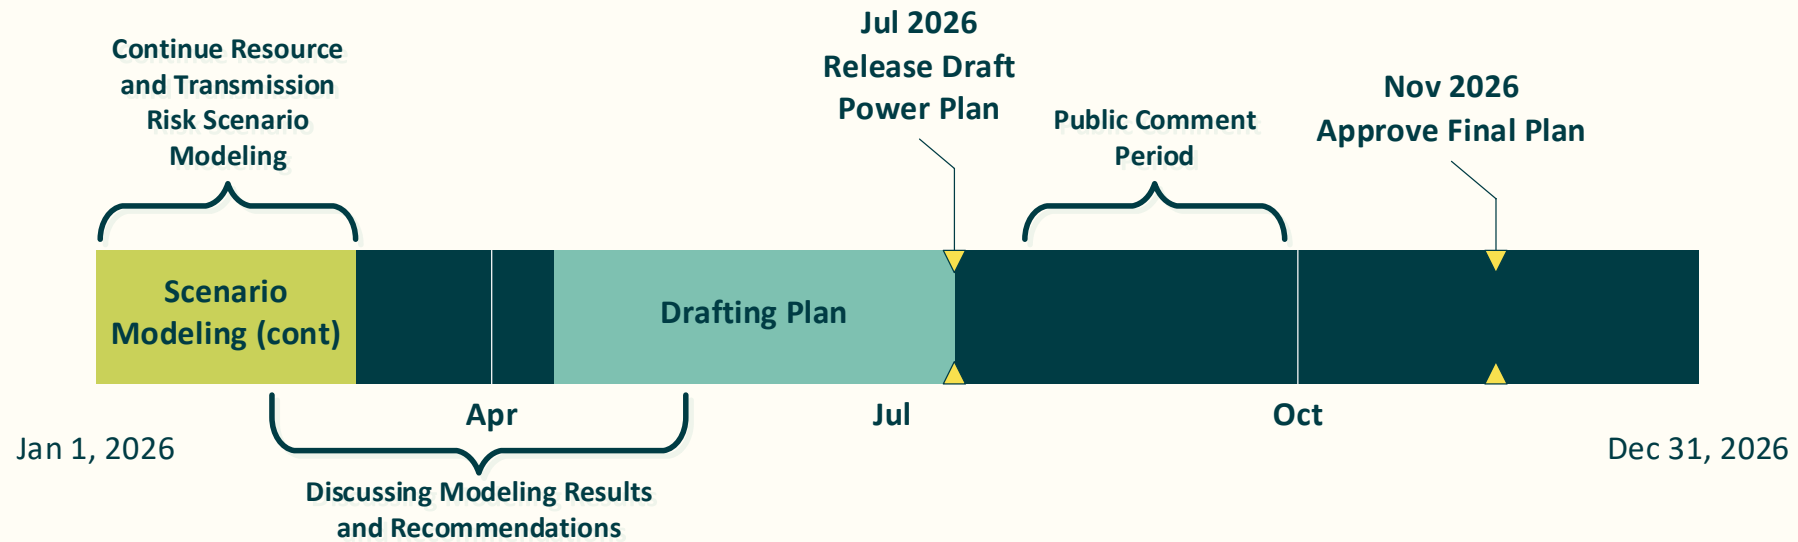 Continue Resource
and Transmission
Risk Scenario
Modeling
Jul 2026
Release Draft
Power Plan
Public Comment
Period
Nov 2026
Approve Final Plan
Scenario
Modeling (cont)
Drafting Plan
Apr
Jul
Oct
Jan 1, 2026
Dec 31, 2026
Discussing Modeling Results
and Recommendations